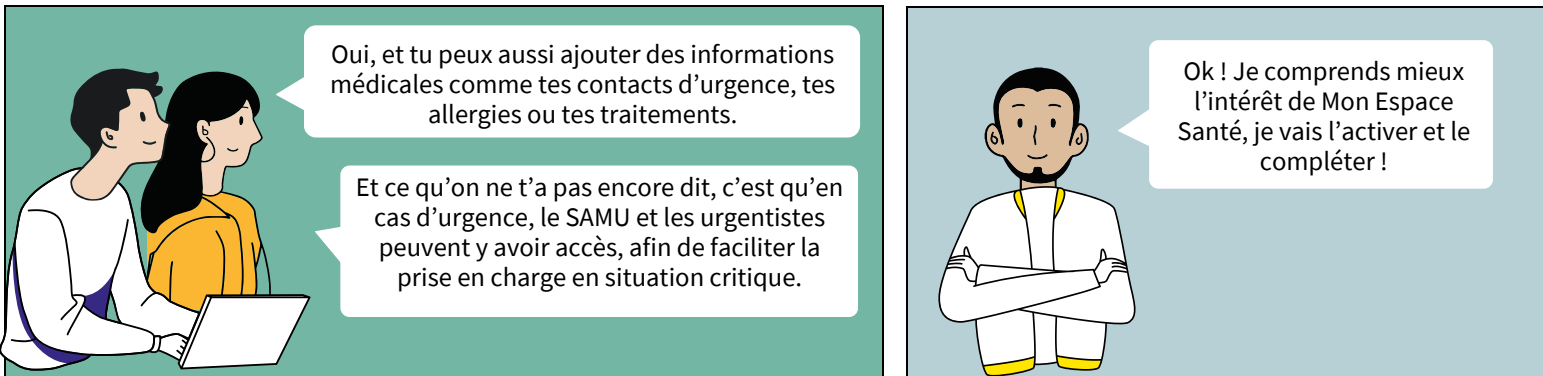 Oui, et tu peux aussi ajouter des informations
médicales comme tes contacts d’urgence, tes
allergies ou tes traitements.
Et ce qu’on ne t’a pas encore dit, c’est qu’en
cas d’urgence, le SAMU et les urgentistes
peuvent y avoir accès, afin de faciliter la
prise en charge en situation critique.
Ok ! Je comprends mieux
l’intérêt de Mon Espace
Santé, je vais l’activer et le
compléter !